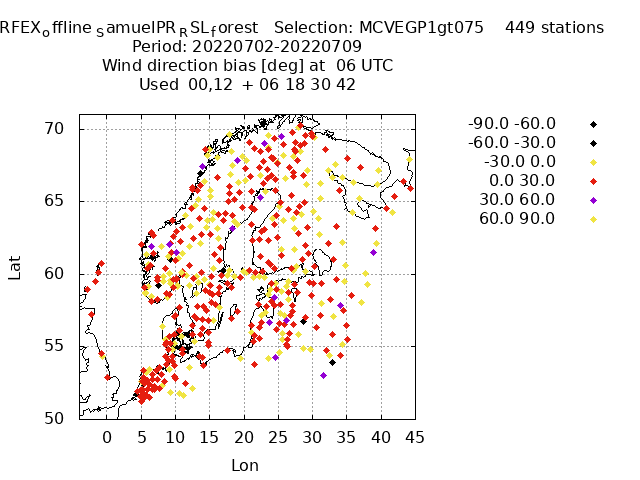 RFEXoffline SamuelPRRSLforest Selection: MCVEGP1gt075 449 stations
Period: 20220702-20220709
Wind direction bias [deg] at 06 UTC
Used 00,12 + 06 18 30 42
-90.0 -60.0
-60.0 -30.0
-30.0 0.0
0.0 30.0
30.0 60.0
60.0 90.0
70
65
60
55
50
Lat
0 5 10 15 20 25 30 35 40 45
Lon